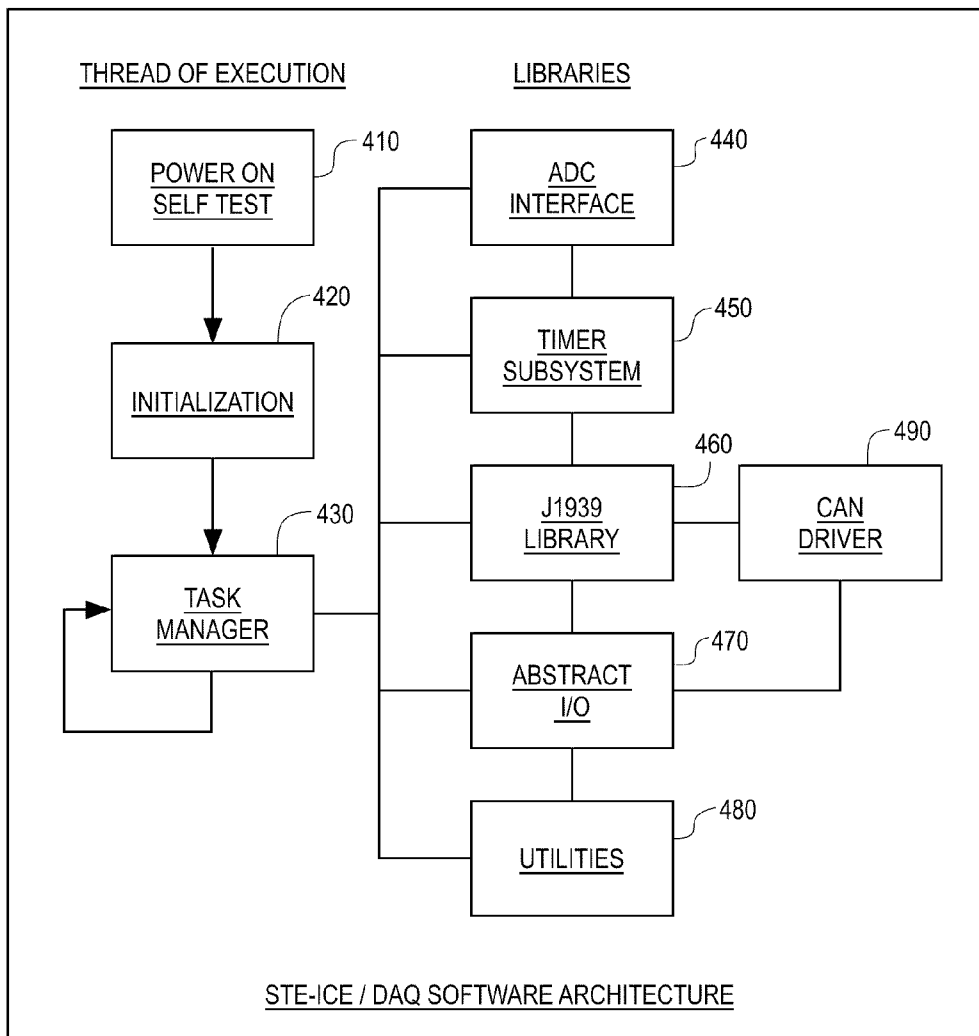 THREAD OF EXECUTION
LIBRARIES
POWER ON
SELF TEST
410
INITIALIZATION
420
TASK
MANAGER
430
ADC
INTERFACE
440
TIMER
SUBSYSTEM
450
J1939
LIBRARY
460
CAN
DRIVER
490
ABSTRACT
I/O
470
UTILITIES
480
STE-ICE / DAQ SOFTWARE ARCHITECTURE